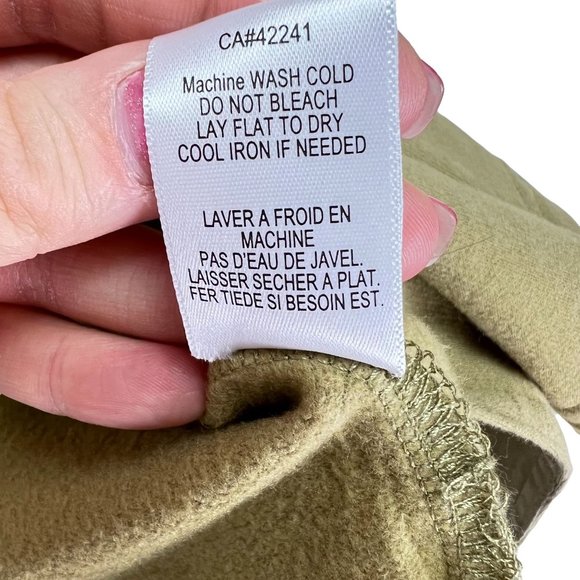 CA#42241
Machine WASH COLD
DO NOT BLEACH
LAY FLAT TO DRY
COOL IRON IF NEEDED
LAVER A FROID EN
MACHINE
PAS D'EAU DE JAVEL.
LAISSER SECHER A PLAT.
FER TIEDE SI BESOIN EST.